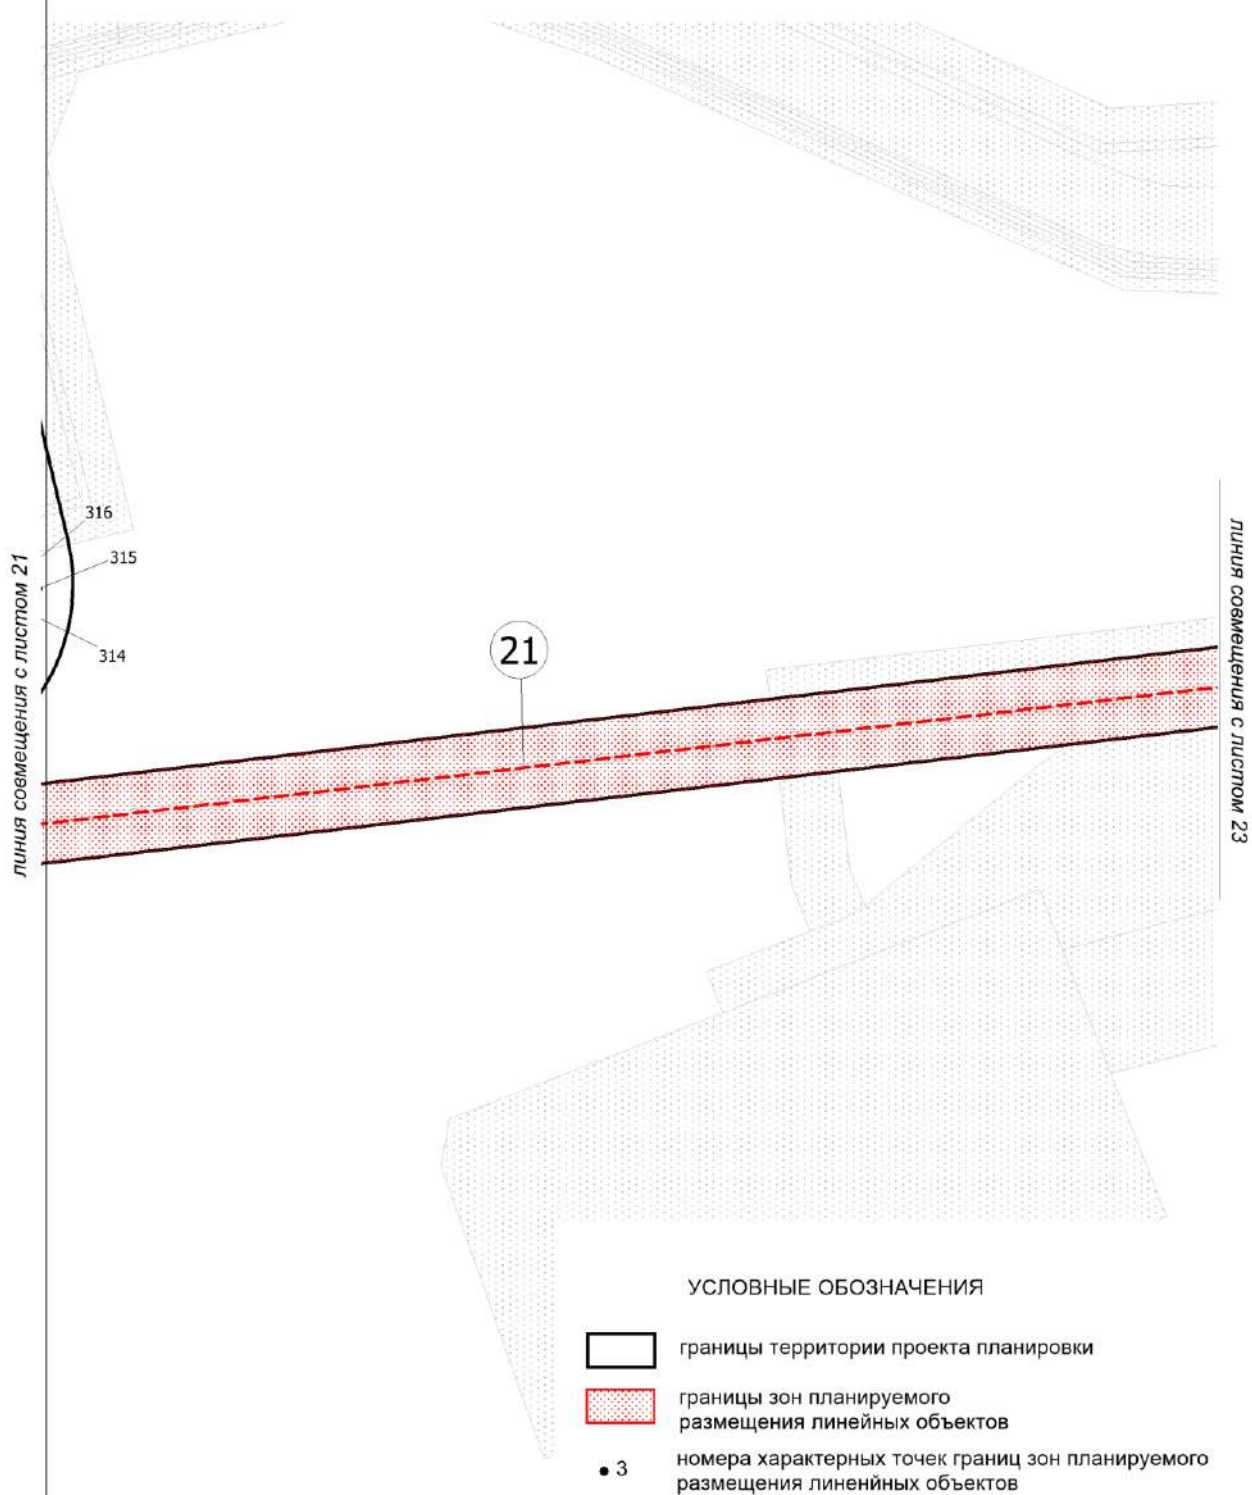 316
315
314
линия совмещения с листом 21
21
линия совмещения с листом 23
УСЛОВНЫЕ ОБОЗНАЧЕНИЯ
границы территории проекта планировки
границы зон планируемого
размещения линейных объектов
3
номера характерных точек границ зон планируемого
размещения линенйных объектов